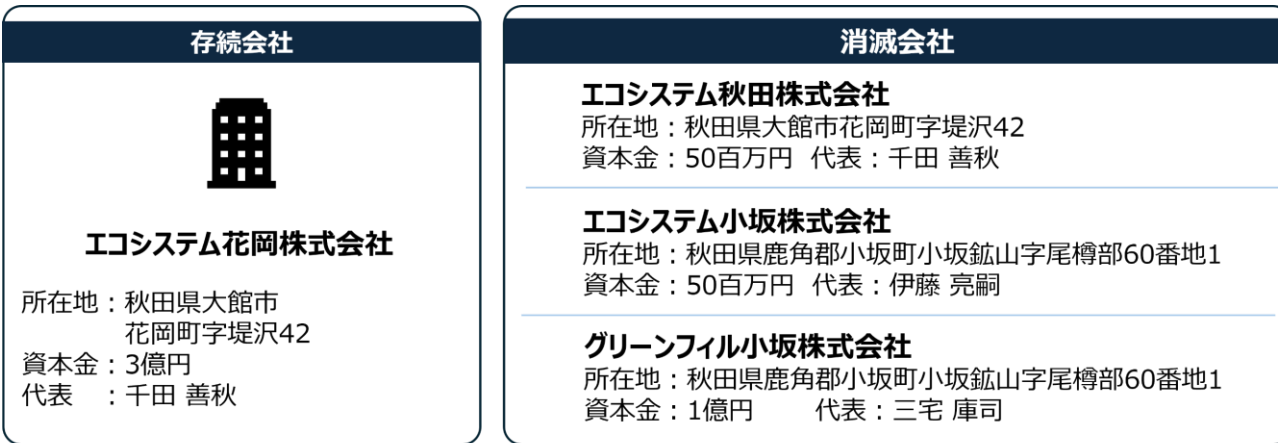 存続会社
エコシステム花岡株式会社
所在地：秋田県大館市
花岡町字堤沢42
資本金：3億円
代表　：千田 善秋
消滅会社
エコシステム秋田株式会社
所在地：秋田県大館市花岡町字堤沢42
資本金：50百万円 代表：千田 善秋
エコシステム小坂株式会社
所在地：秋田県鹿角郡小坂町小坂鉱山字尾樽部60番地1
資本金：50百万円 代表：伊藤 亮嗣
グリーンフィル小坂株式会社
所在地：秋田県鹿角郡小坂町小坂鉱山字尾樽部60番地1
資本金：1億円　　代表：三宅 庫司